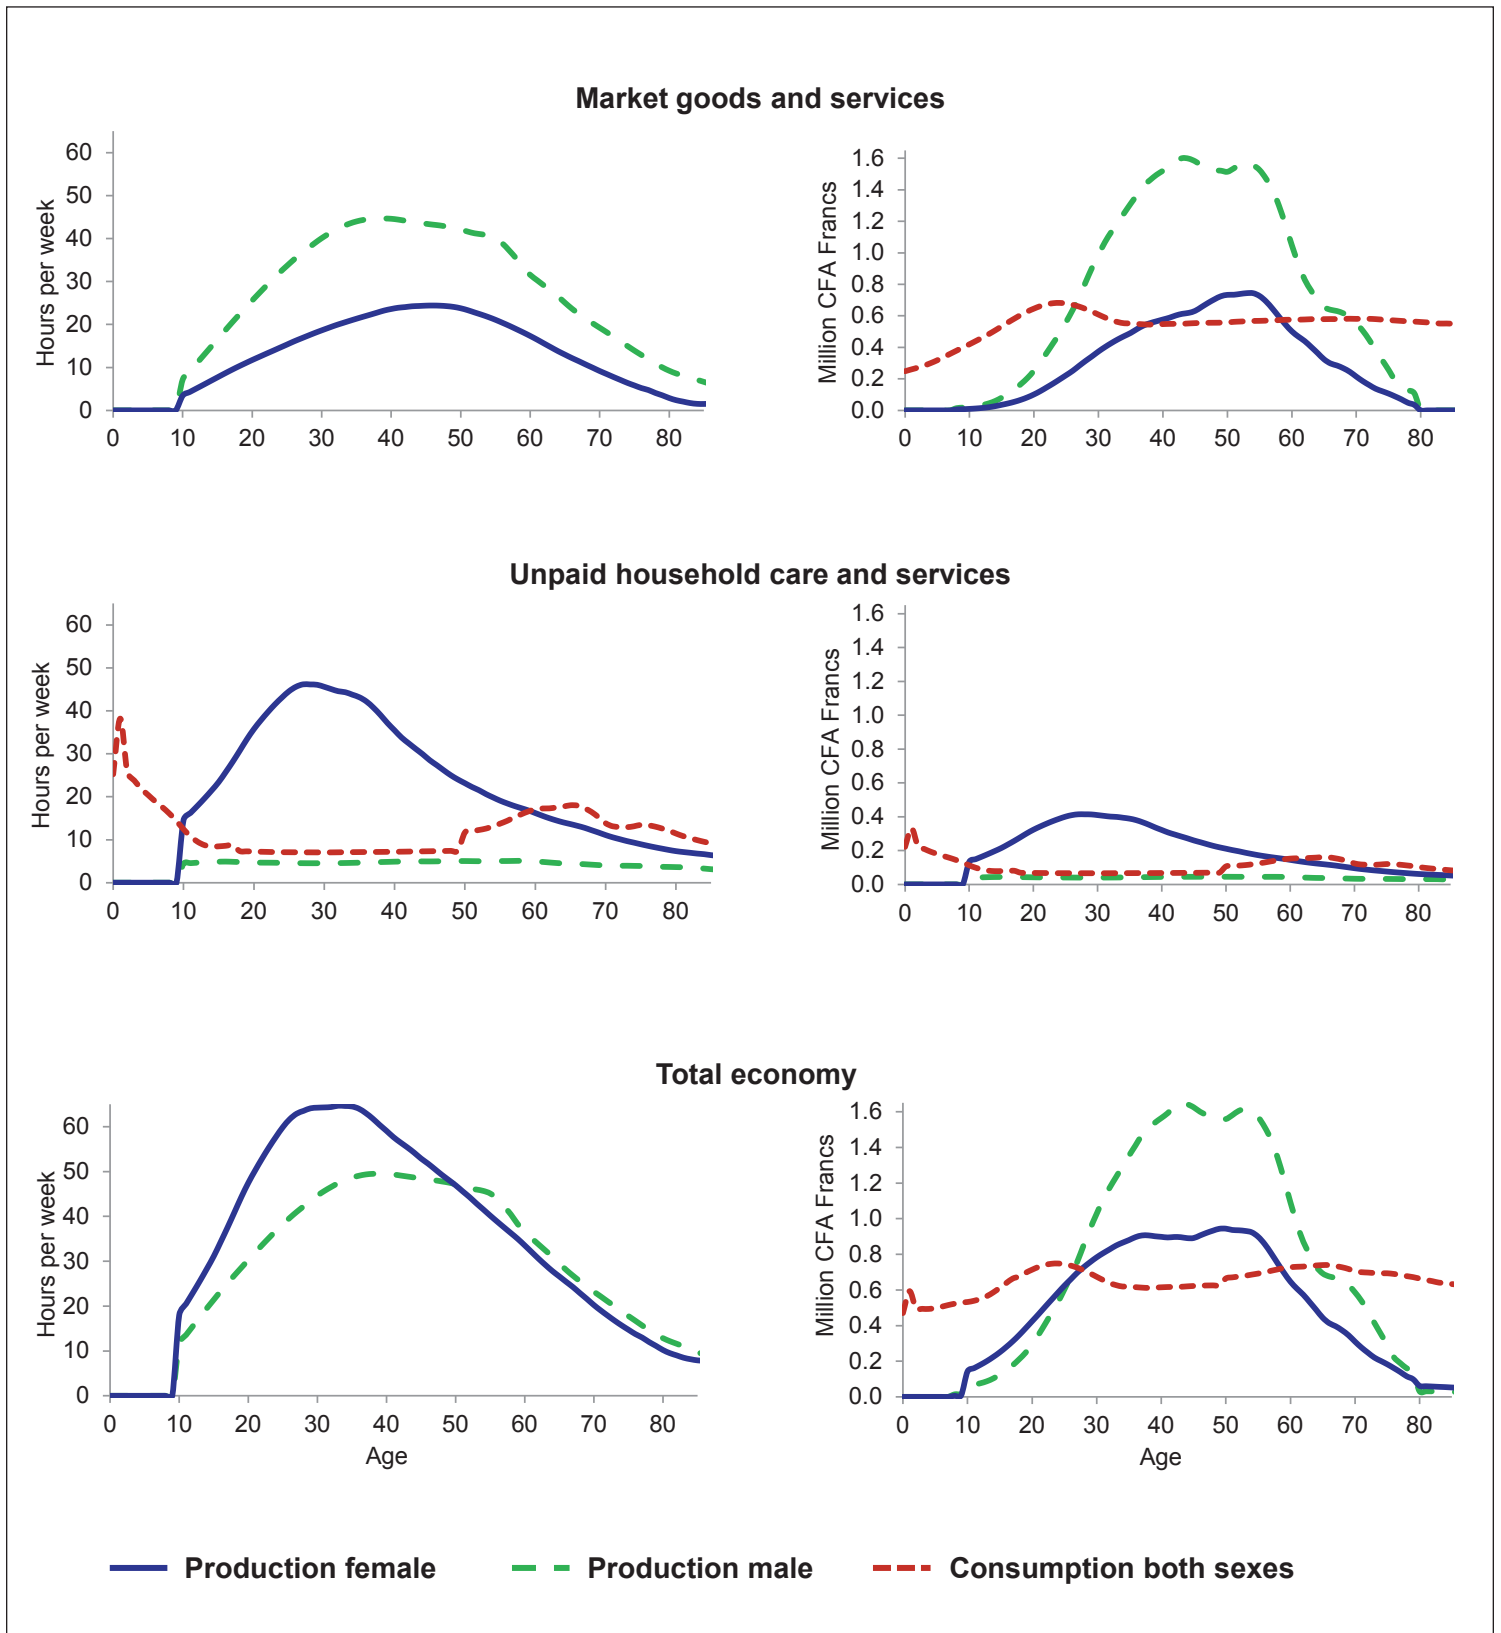 Market goods and services
Hours per week
60
50
40
30
20
10
0
0 10 20 30 40 50 60 70 80
Million CFA Francs
1.6
1.4
1.2
1.0
0.8
0.6
0.4
0.2
0.0
0 10 20 30 40 50 60 70 80
Unpaid household care and services
Hours per week
60
50
40
30
20
10
0
0 10 20 30 40 50 60 70 80
Million CFA Francs
1.6
1.4
1.2
1.0
0.8
0.6
0.4
0.2
0.0
0 10 20 30 40 50 60 70 80
Total economy
Hours per week
60
50
40
30
20
10
0
0 10 20 30 40 50 60 70 80
Age
Million CFA Francs
1.6
1.4
1.2
1.0
0.8
0.6
0.4
0.2
0.0
0 10 20 30 40 50 60 70 80
Age
Production female Production male Consumption both sexes